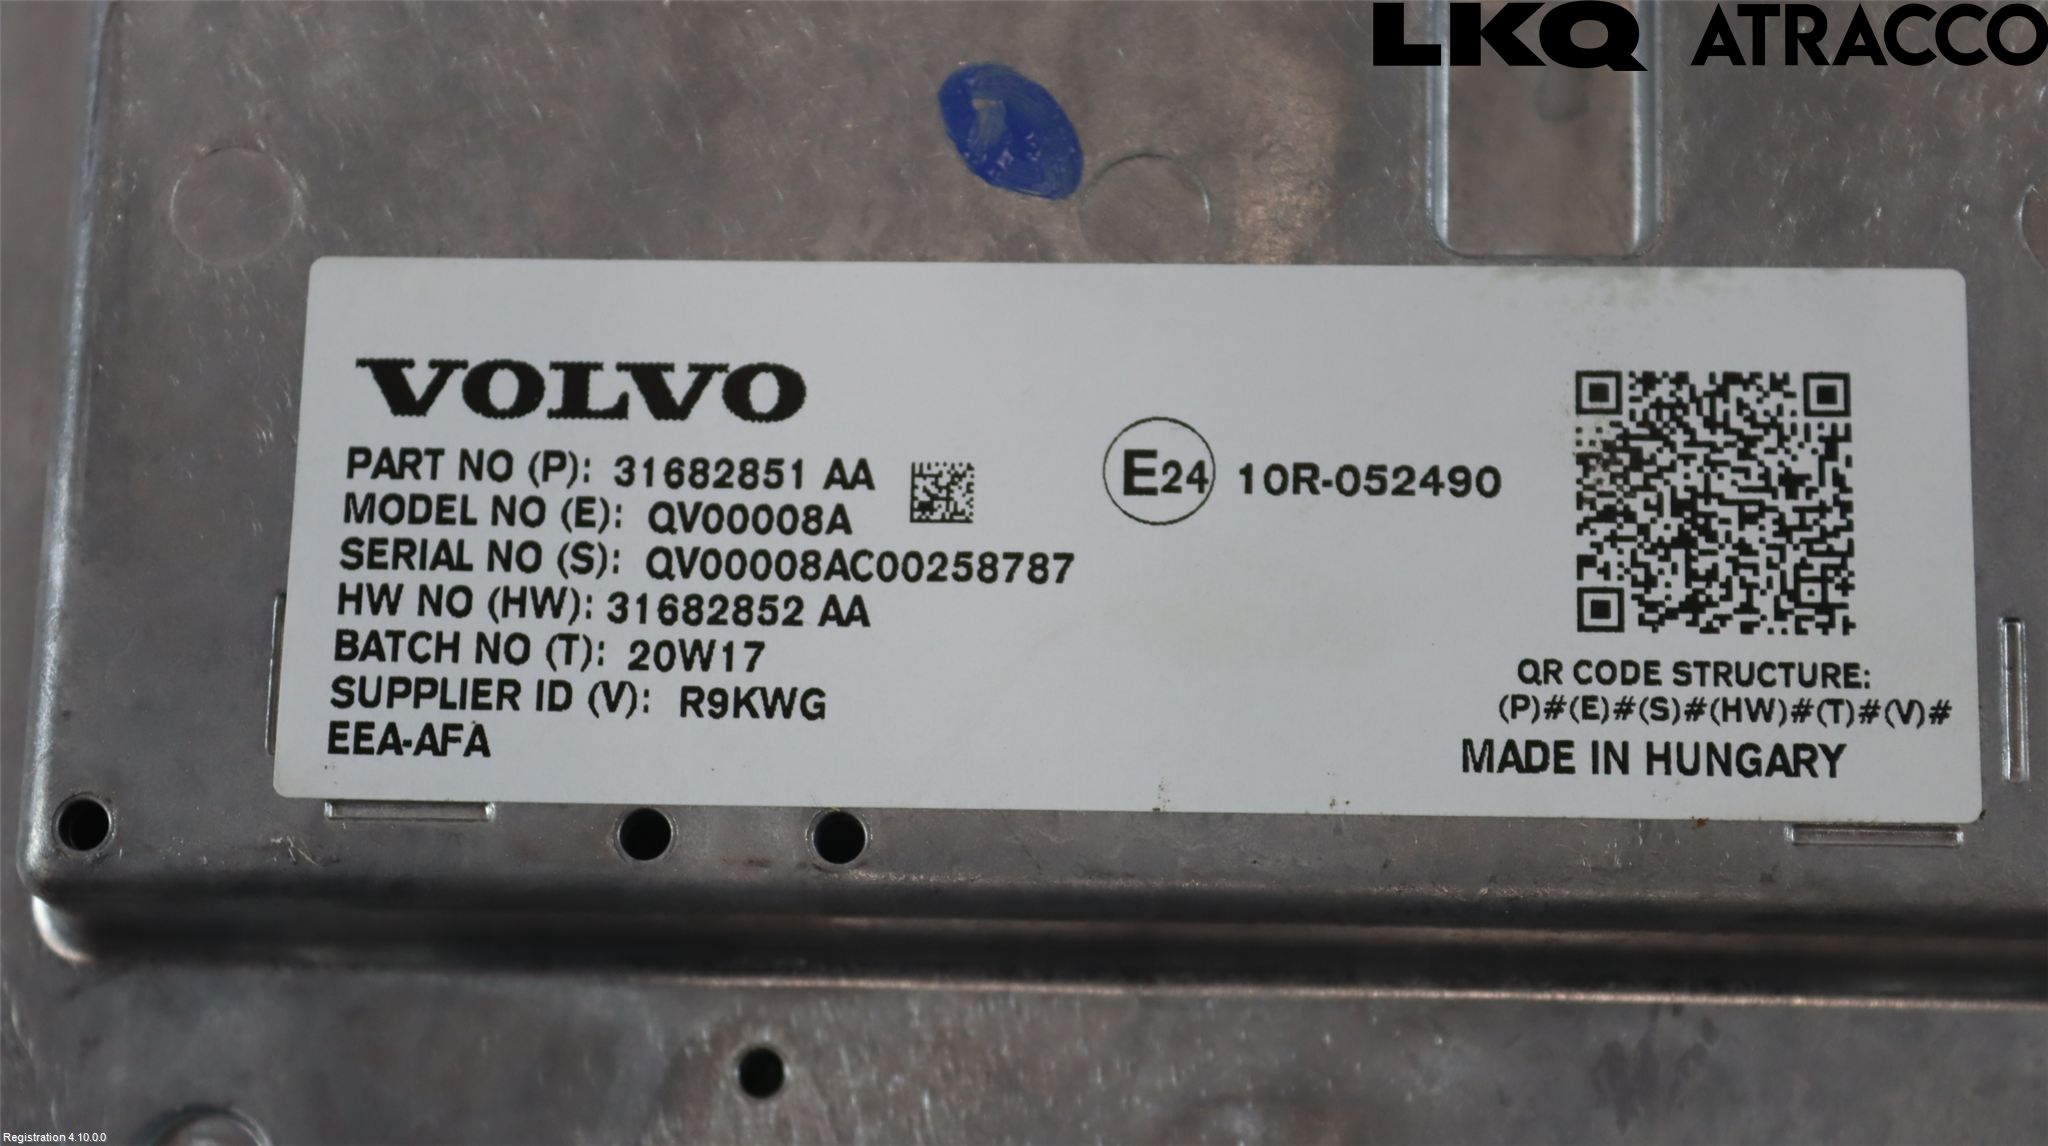 LKQ ATRACCO
VOLVO
PART NO (P): 31682851 AA
MODEL NO (E): QV00008A
SERIAL NO (S): QV00008AC00258787
HW NO (HW): 31682852 AA
BATCH NO (T): 20W17
SUPPLIER ID (V): R9KWG
EEA-AFA
E24 10R-052490
QR CODE STRUCTURE:
(P)#(E)#(S)#(HW)#(T)#(V)#
MADE IN HUNGARY
Registration 4.10.0.0